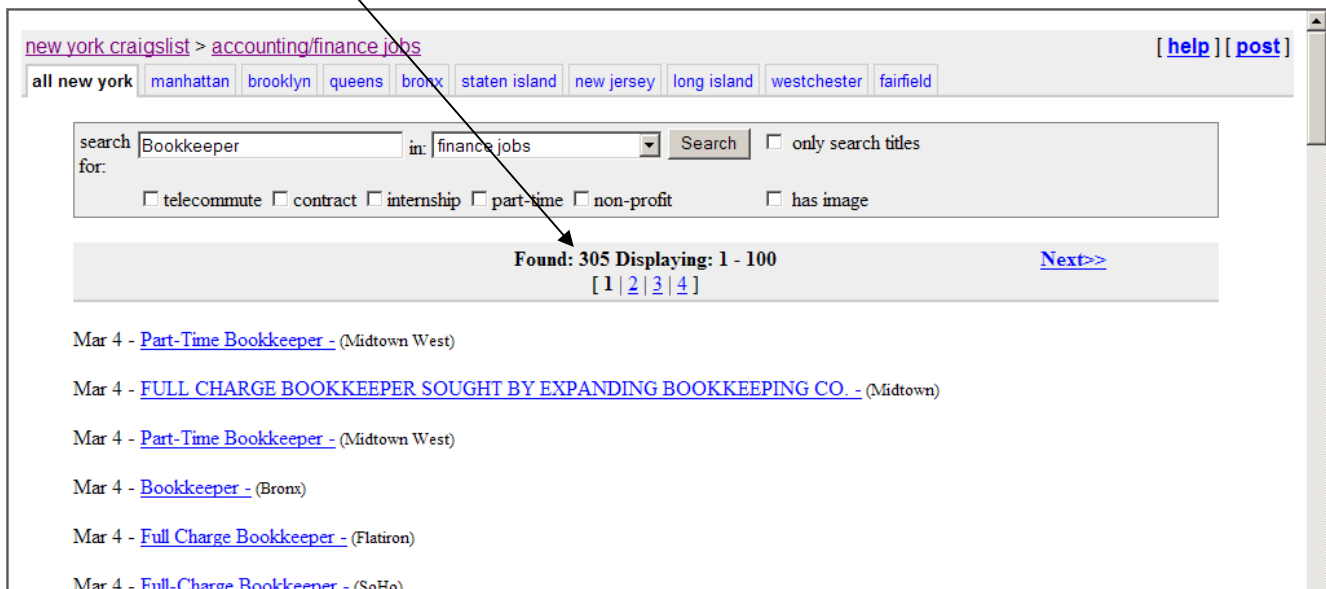 new york craigslist > accounting/finance jobs [ help ] [ post ]
all new york manhattan brooklyn queens bronx staten island new jersey long island westchester fairfield
search for: Bookkeeper in: finance jobs Search only search titles
telecommute contract internship part-time non-profit has image
Found: 305 Displaying: 1 - 100 Next>>
[ 1 | 2 | 3 | 4 ]
Mar 4 - Part-Time Bookkeeper - (Midtown West)
Mar 4 - FULL CHARGE BOOKKEEPER SOUGHT BY EXPANDING BOOKKEEPING CO. - (Midtown)
Mar 4 - Part-Time Bookkeeper - (Midtown West)
Mar 4 - Bookkeeper - (Bronx)
Mar 4 - Full Charge Bookkeeper - (Flatiron)
Mar 4 - Full-Charge Bookkeeper - (SoHo)